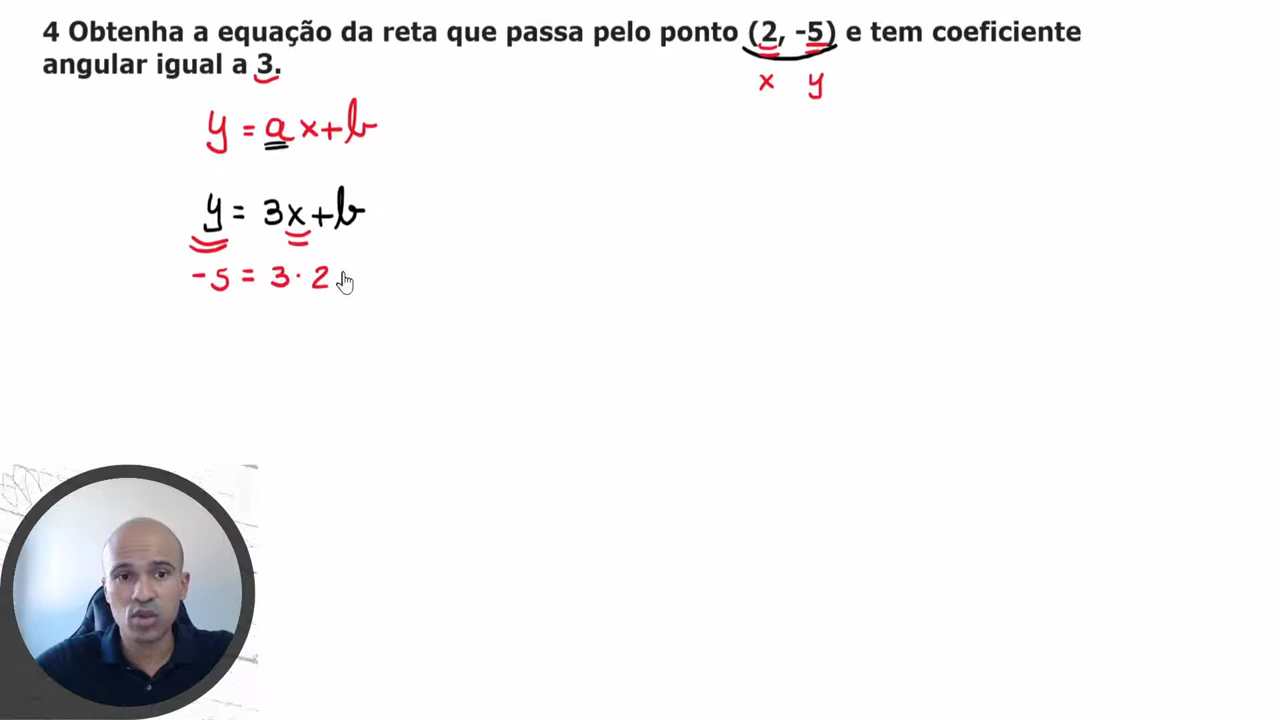 4 Obtenha a equação da reta que passa pelo ponto (2, -5) e tem coeficiente
angular igual a 3.
x y
y = ax+b
y = 3x+b
-5 = 3·2